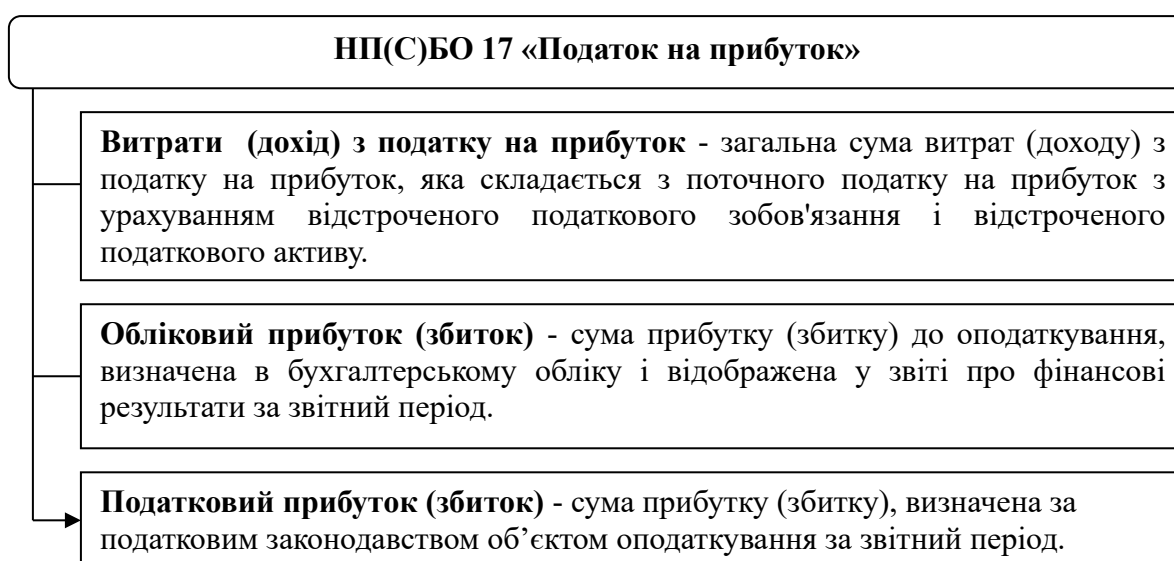 НП(С)БО 17 «Податок на прибуток»
Витрати (дохід) з податку на прибуток - загальна сума витрат (доходу) з
податку на прибуток, яка складається з поточного податку на прибуток з
урахуванням відстроченого податкового зобов'язання і відстроченого
податкового активу.
Обліковий прибуток (збиток) - сума прибутку (збитку) до оподаткування,
визначена в бухгалтерському обліку і відображена у звіті про фінансові
результати за звітний період.
Податковий прибуток (збиток) - сума прибутку (збитку), визначена за
податковим законодавством об’єктом оподаткування за звітний період.